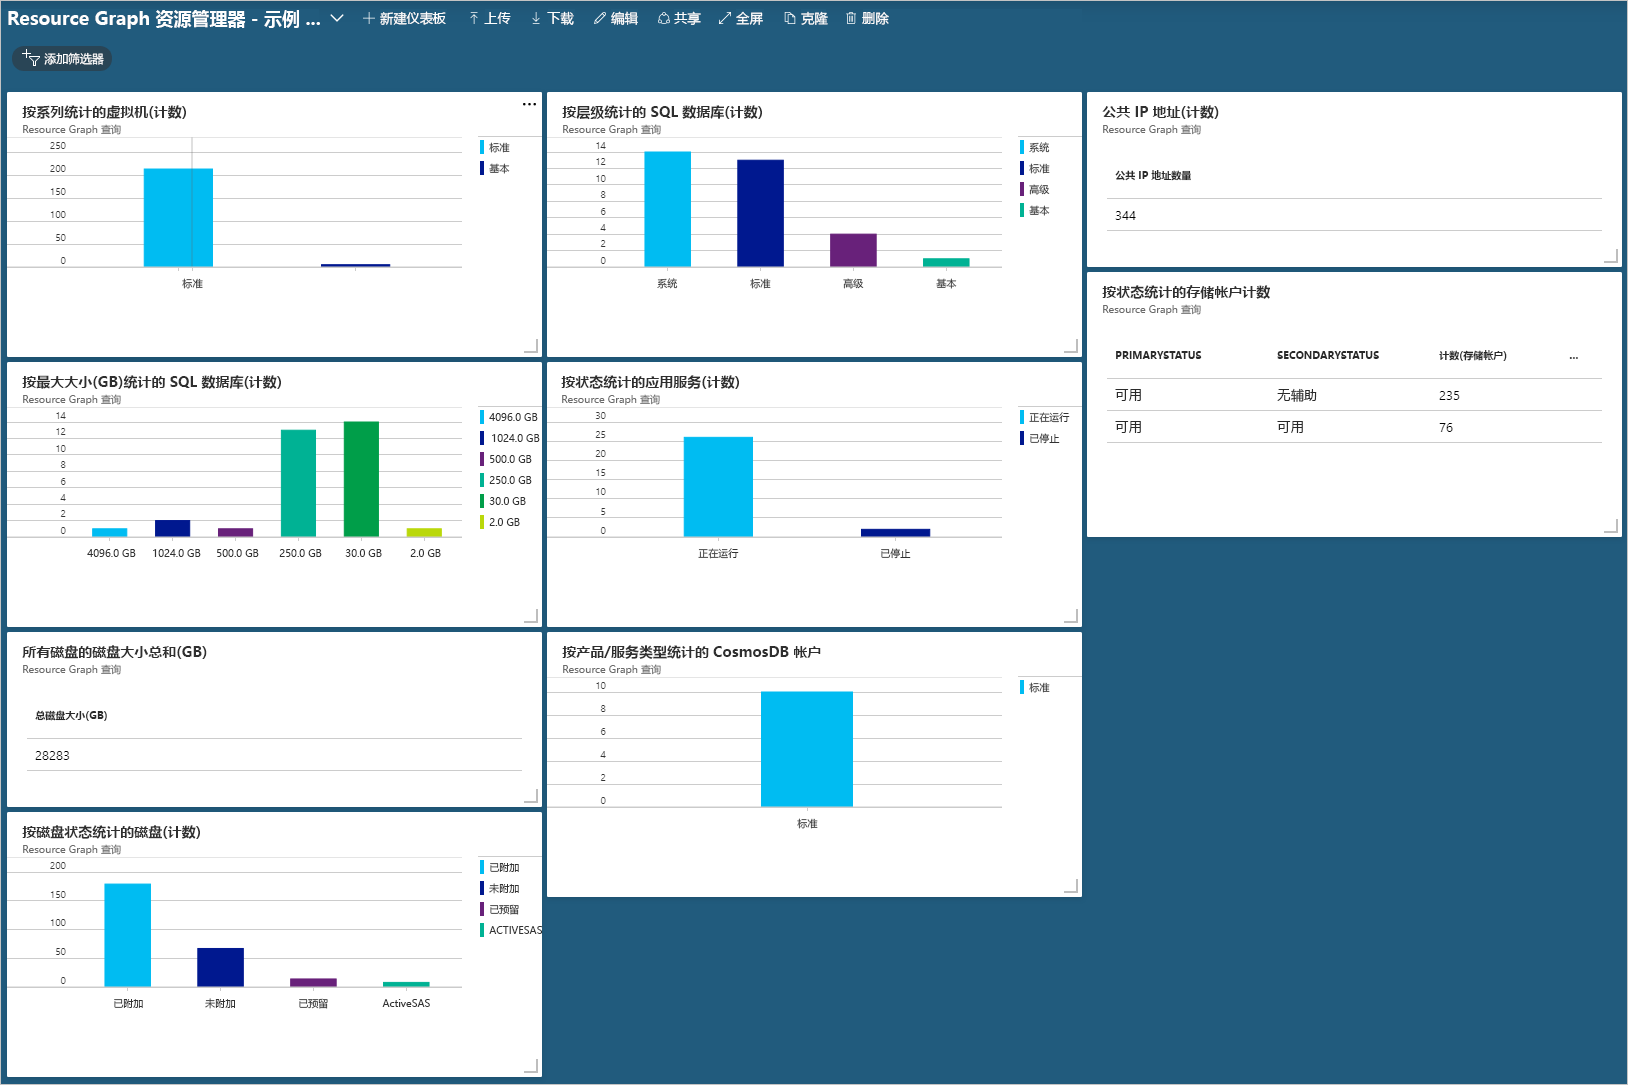 Resource Graph 资源管理器 - 示例 ...
新建仪表板
上传
下载
编辑
共享
全屏
克隆
删除
添加筛选器
按系列统计的虚拟机(计数)
Resource Graph 查询
250
200
150
100
50
0
标准
标准
基本
按层级统计的 SQL 数据库(计数)
Resource Graph 查询
14
12
10
8
6
4
2
0
系统
标准
高级
基本
系统
标准
高级
基本
公共 IP 地址(计数)
Resource Graph 查询
公共 IP 地址数量
344
按状态统计的存储帐户计数
Resource Graph 查询
PRIMARYSTATUS SECONDARYSTATUS 计数(存储帐户) ...
可用 无辅助 235
可用 可用 76
按最大大小(GB)统计的 SQL 数据库(计数)
Resource Graph 查询
14
12
10
8
6
4
2
0
4096.0 GB
1024.0 GB
500.0 GB
250.0 GB
30.0 GB
2.0 GB
4096.0 GB
1024.0 GB
500.0 GB
250.0 GB
30.0 GB
2.0 GB
按状态统计的应用服务(计数)
Resource Graph 查询
30
25
20
15
10
5
0
正在运行
已停止
正在运行
已停止
所有磁盘的磁盘大小总和(GB)
Resource Graph 查询
总磁盘大小(GB)
28283
按产品/服务类型统计的 CosmosDB 帐户
Resource Graph 查询
10
8
6
4
2
0
标准
标准
按磁盘状态统计的磁盘(计数)
Resource Graph 查询
200
150
100
50
0
已附加
未附加
已预留
ActiveSAS
已附加
未附加
已预留
ACTIVESAS